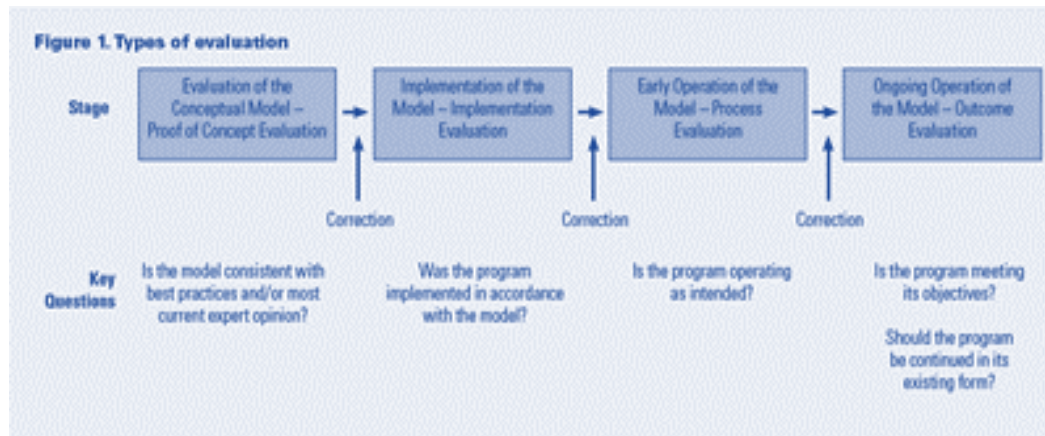 Figure 1. Types of evaluation
Stage
Evaluation of the
Conceptual Model –
Proof of Concept Evaluation
Implementation of the
Model – Implementation
Evaluation
Early Operation of the
Model – Process
Evaluation
Ongoing Operation of
the Model – Outcome
Evaluation
Correction
Correction
Correction
Key
Questions
Is the model consistent with
best practices and/or most
current expert opinion?
Was the program
implemented in accordance
with the model?
Is the program operating
as intended?
Is the program meeting
its objectives?
Should the program
be continued in its
existing form?